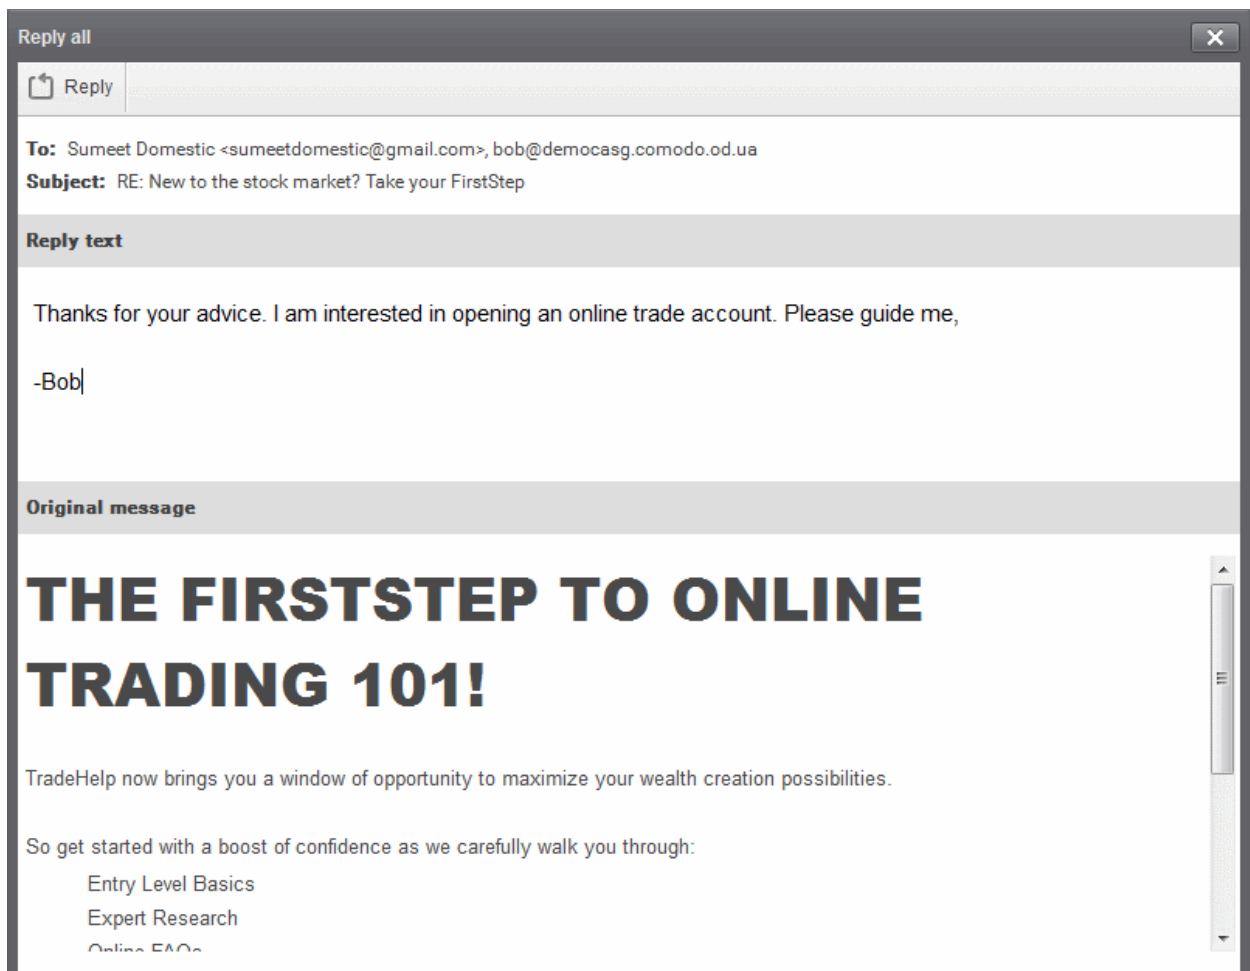 Reply all
Reply
To: Sumeet Domestic <sumeetdomestic@gmail.com>, bob@democasg.comodo.od.ua
Subject: RE: New to the stock market? Take your FirstStep
Reply text
Thanks for your advice. I am interested in opening an online trade account. Please guide me,
-Bob
Original message
THE FIRSTSTEP TO ONLINE
TRADING 101!
TradeHelp now brings you a window of opportunity to maximize your wealth creation possibilities.
So get started with a boost of confidence as we carefully walk you through:
Entry Level Basics
Expert Research
Online FAQs